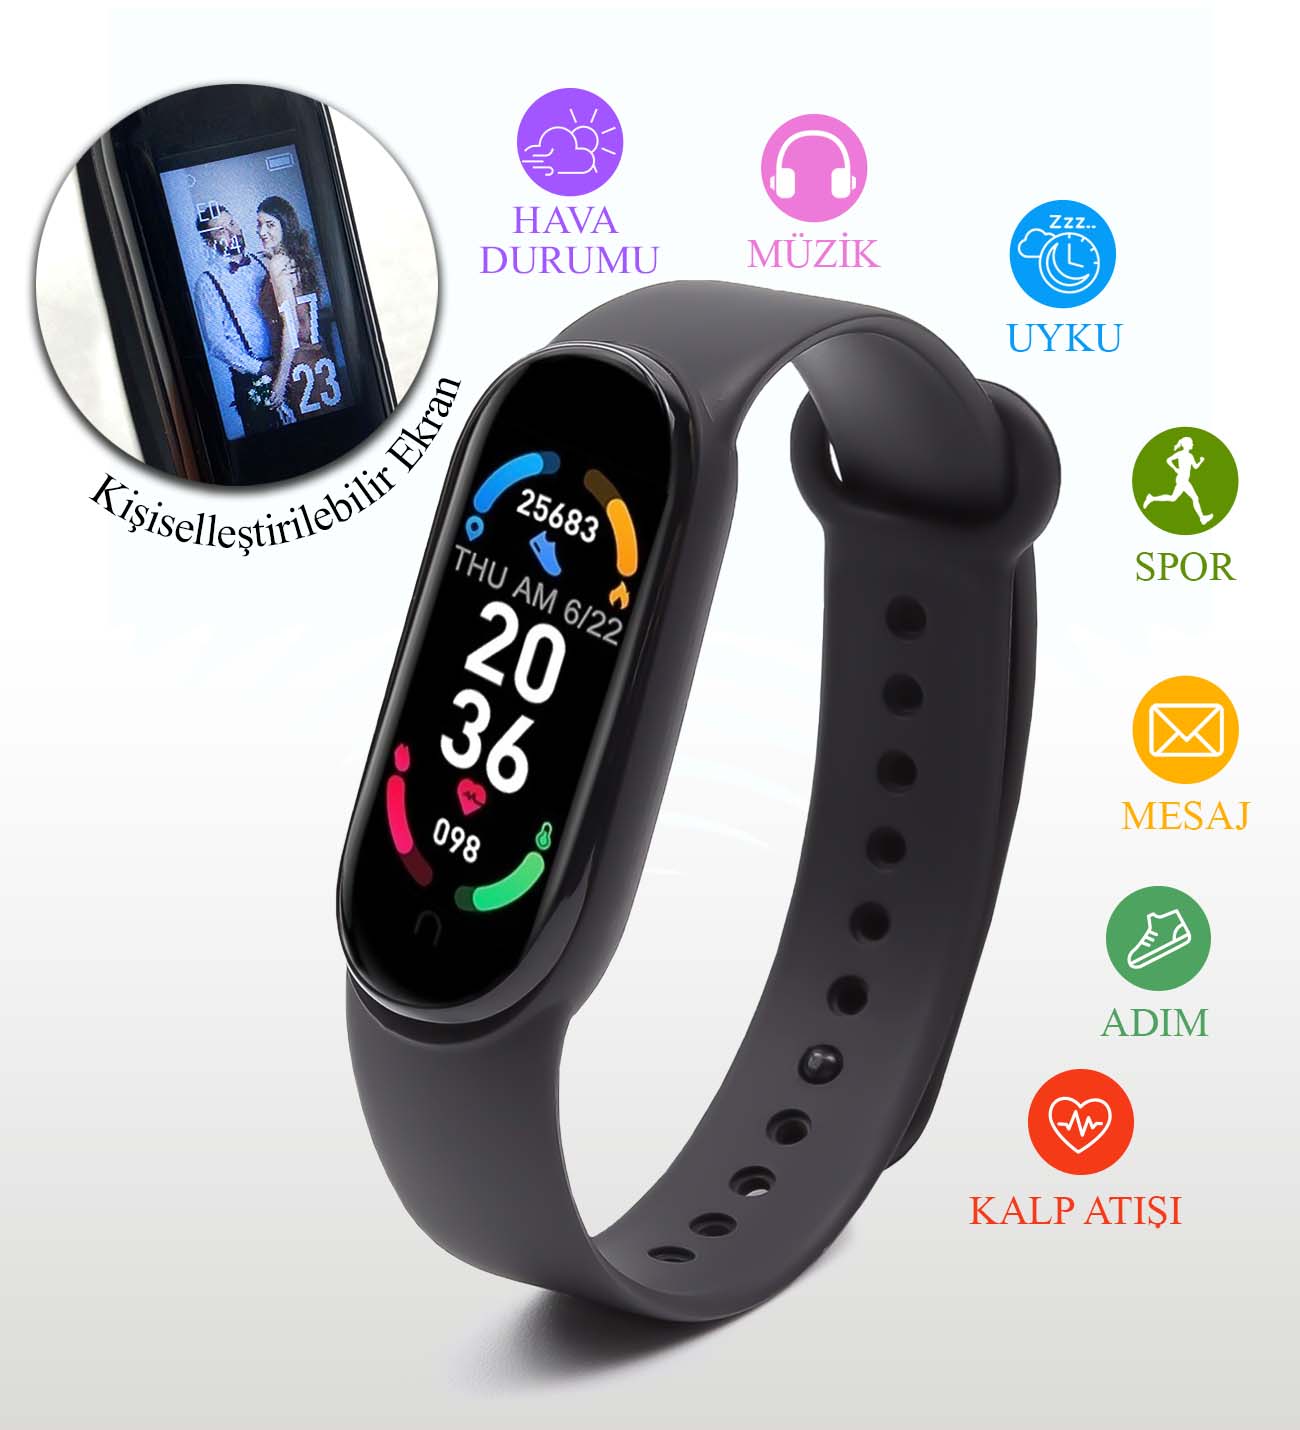 HAVA
DURUMU
MÜZİK
Zzz..
UYKU
SPOR
MESAJ
ADIM
KALP ATIŞI
Kişiselleştirilebilir Ekran
17
23
25683
THU AM 6/22
20
36
098